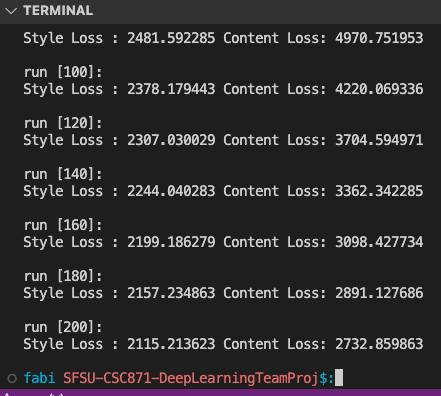 TERMINAL
Style Loss : 2481.592285 Content Loss: 4970.751953
run [100]:
Style Loss : 2378.179443 Content Loss: 4220.069336
run [120]:
Style Loss : 2307.030029 Content Loss: 3704.594971
run [140]:
Style Loss : 2244.040283 Content Loss: 3362.342285
run [160]:
Style Loss : 2199.186279 Content Loss: 3098.427734
run [180]:
Style Loss : 2157.234863 Content Loss: 2891.127686
run [200]:
Style Loss : 2115.213623 Content Loss: 2732.859863
fabi SFSU-CSC871-DeepLearningTeamProj$: